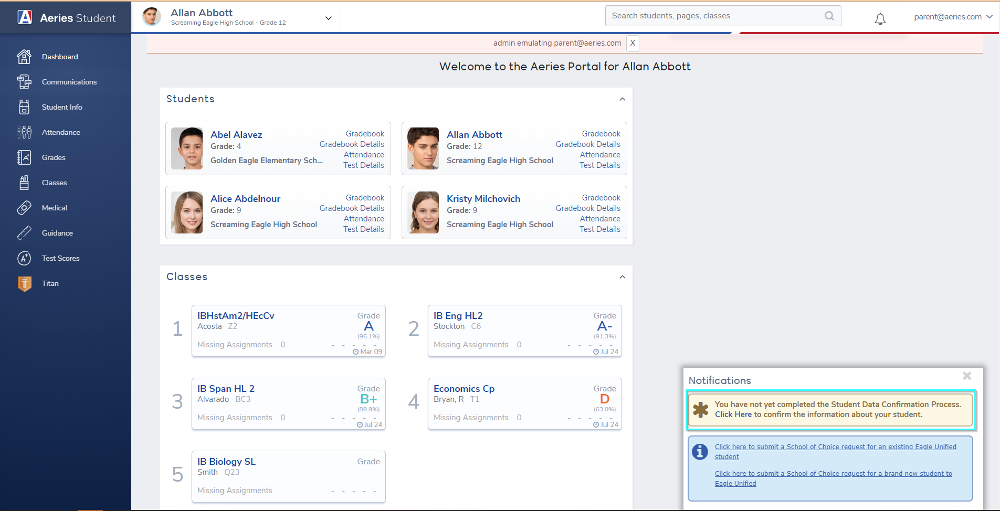 Aeries Student
Allan Abbott
Screaming Eagle High School - Grade 12
Search students, pages, classes
parent@aeries.com
admin emulating parent@aeries.com X
Welcome to the Aeries Portal for Allan Abbott
Dashboard
Communications
Student Info
Attendance
Grades
Classes
Medical
Guidance
Test Scores
Titan
Students
Abel Alavez
Grade: 4
Golden Eagle Elementary Sch...
Gradebook
Gradebook Details
Attendance
Test Details
Allan Abbott
Grade: 12
Screaming Eagle High School
Gradebook
Gradebook Details
Attendance
Test Details
Alice Abdelnour
Grade: 9
Screaming Eagle High School
Gradebook
Gradebook Details
Attendance
Test Details
Kristy Milchovich
Grade: 9
Screaming Eagle High School
Gradebook
Gradebook Details
Attendance
Test Details
Classes
1
IBHstAm2/HEcCv
Acosta Z2
Grade
A
(96.1%)
Missing Assignments 0 - - - - -
Mar 09
2
IB Eng HL2
Stockton C6
Grade
A-
(91.3%)
Missing Assignments 0 - - - - -
Jul 24
3
IB Span HL 2
Alvarado BC3
Grade
B+
(89.9%)
Missing Assignments 0 - - - - -
Jul 24
4
Economics Cp
Bryan, R T1
Grade
D
(63.0%)
Missing Assignments 0 - - - - -
Jul 24
5
IB Biology SL
Smith Q23
Grade
Missing Assignments - - - - -
Notifications
You have not yet completed the Student Data Confirmation Process.
Click Here to confirm the information about your student.
Click here to submit a School of Choice request for an existing Eagle Unified
student
Click here to submit a School of Choice request for a brand new student to
Eagle Unified